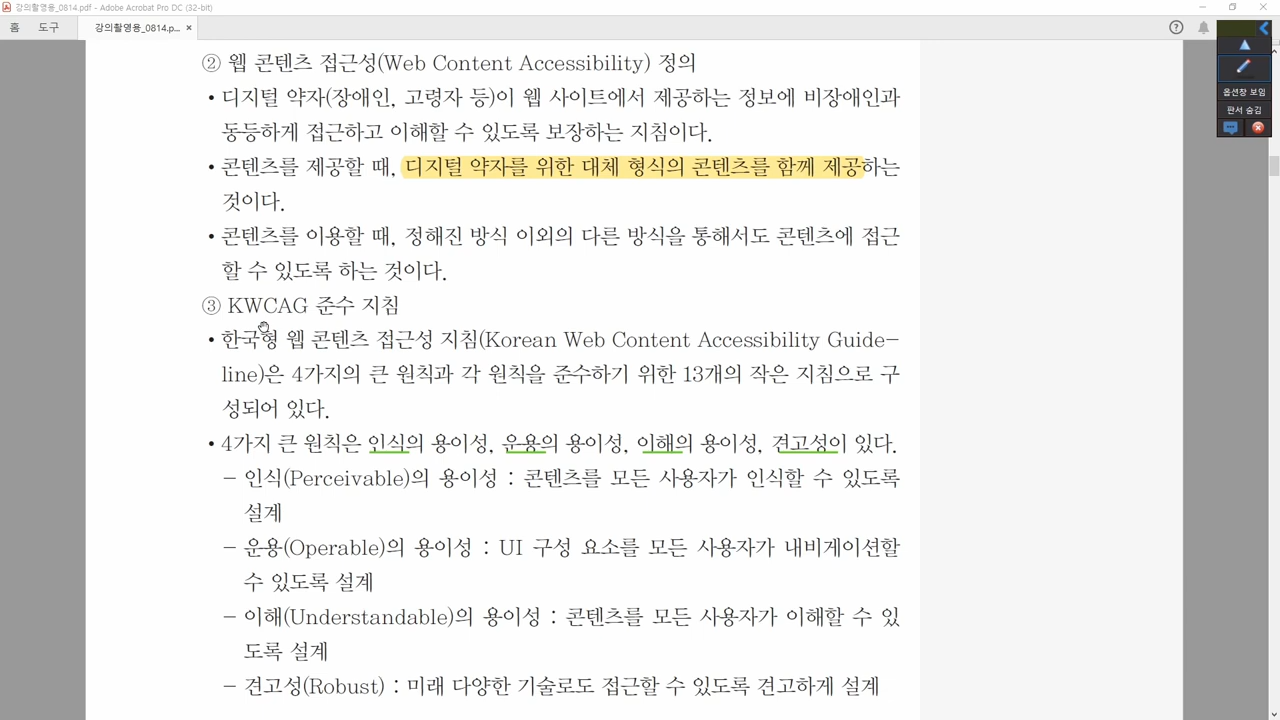 강의촬영용_0814.pdf - Adobe Acrobat Pro DC (32-bit)
홈 도구 강의촬영용_0814.p... ×
옵션창 보임
판서 숨김
② 웹 콘텐츠 접근성(Web Content Accessibility) 정의
• 디지털 약자(장애인, 고령자 등)이 웹 사이트에서 제공하는 정보에 비장애인과
동등하게 접근하고 이해할 수 있도록 보장하는 지침이다.
• 콘텐츠를 제공할 때, 디지털 약자를 위한 대체 형식의 콘텐츠를 함께 제공하는
것이다.
• 콘텐츠를 이용할 때, 정해진 방식 이외의 다른 방식을 통해서도 콘텐츠에 접근
할 수 있도록 하는 것이다.
③ KWCAG 준수 지침
• 한국형 웹 콘텐츠 접근성 지침(Korean Web Content Accessibility Guide-
line)은 4가지의 큰 원칙과 각 원칙을 준수하기 위한 13개의 작은 지침으로 구
성되어 있다.
• 4가지 큰 원칙은 인식의 용이성, 운용의 용이성, 이해의 용이성, 견고성이 있다.
- 인식(Perceivable)의 용이성 : 콘텐츠를 모든 사용자가 인식할 수 있도록
설계
- 운용(Operable)의 용이성 : UI 구성 요소를 모든 사용자가 내비게이션할
수 있도록 설계
- 이해(Understandable)의 용이성 : 콘텐츠를 모든 사용자가 이해할 수 있
도록 설계
- 견고성(Robust) : 미래 다양한 기술로도 접근할 수 있도록 견고하게 설계